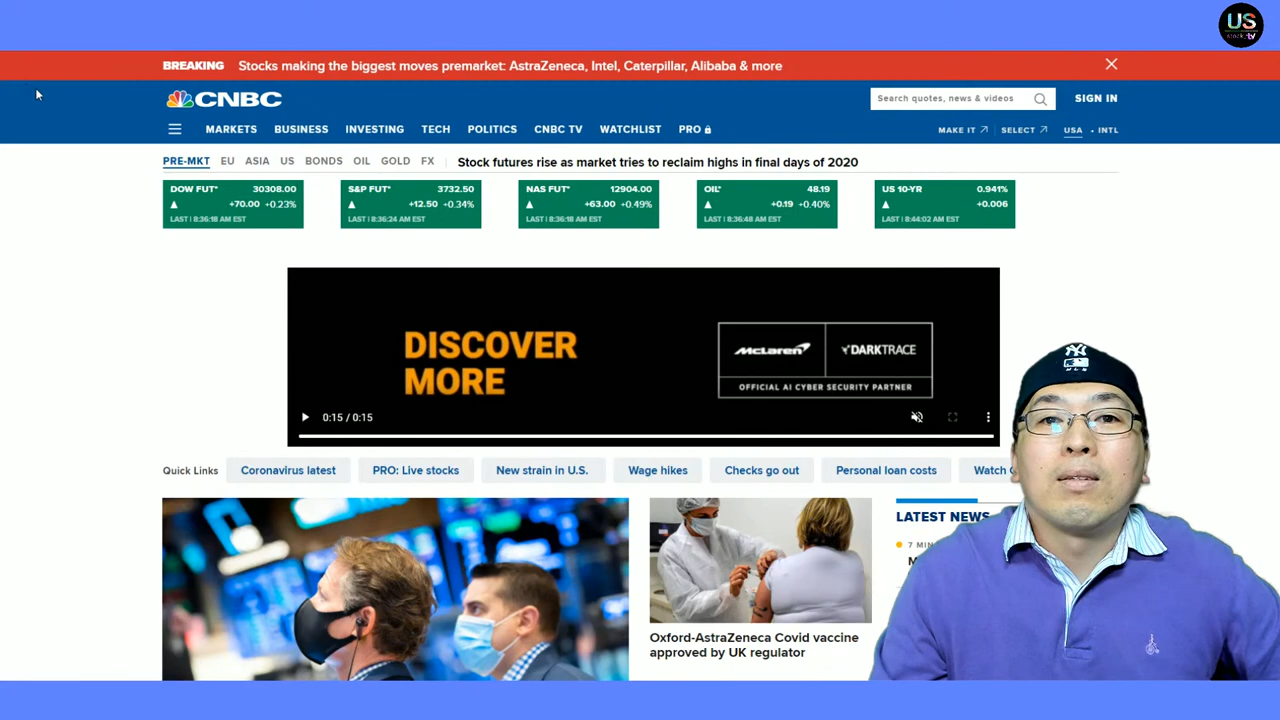 US
stock tv
BREAKING Stocks making the biggest moves premarket: AstraZeneca, Intel, Caterpillar, Alibaba & more
CNBC
Search quotes, news & videos
SIGN IN
MARKETS BUSINESS INVESTING TECH POLITICS CNBC TV WATCHLIST PRO
MAKE IT SELECT USA • INTL
PRE-MKT EU ASIA US BONDS OIL GOLD FX
Stock futures rise as market tries to reclaim highs in final days of 2020
DOW FUT* 30308.00
+70.00 +0.23%
LAST | 8:36:18 AM EST
S&P FUT* 3732.50
+12.50 +0.34%
LAST | 8:36:24 AM EST
NAS FUT* 12904.00
+63.00 +0.49%
LAST | 8:36:18 AM EST
OIL* 48.19
+0.19 +0.40%
LAST | 8:36:48 AM EST
US 10-YR 0.941%
+0.006
LAST | 8:44:02 AM EST
DISCOVER
MORE
McLaren DARKTRACE
OFFICIAL AI CYBER SECURITY PARTNER
0:15 / 0:15
Quick Links Coronavirus latest PRO: Live stocks New strain in U.S. Wage hikes Checks go out Personal loan costs Watch
LATEST NEWS
7 MIN
Oxford-AstraZeneca Covid vaccine
approved by UK regulator